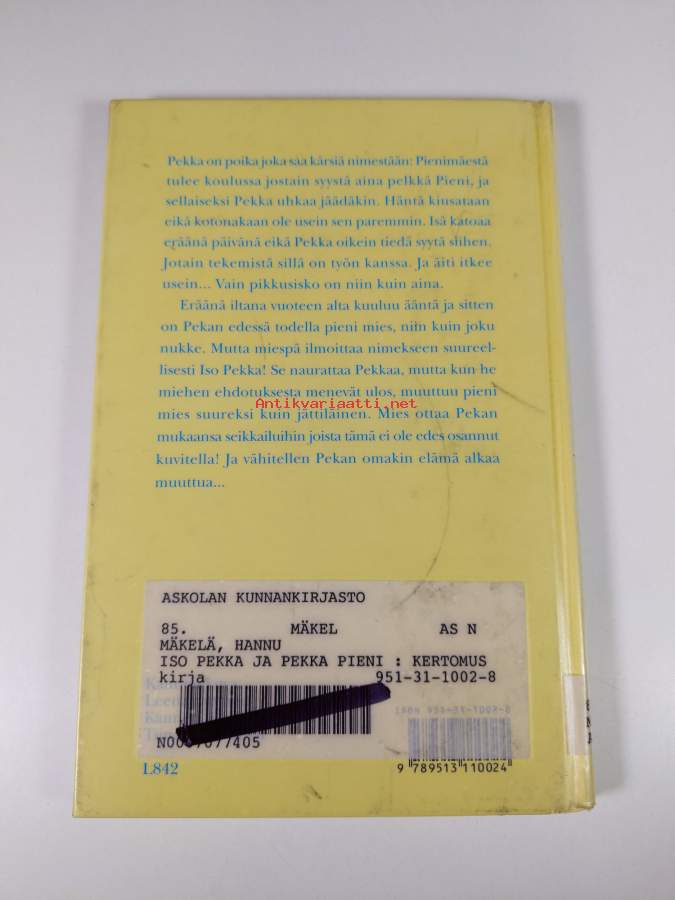 Pekka on poika joka saa kärsiä nimestään: Pienimäestä
tulee koulussa jostain syystä aina pelkkä Pieni, ja
sellaiseksi Pekka uhkaa jäädäkin. Häntä kiusataan
eikä kotonakaan ole usein sen paremmin. Isä katoaa
eräänä päivänä eikä Pekka oikein tiedä syytä siihen.
Jotain tekemistä sillä on työn kanssa. Ja äiti itkee
usein... Vain pikkusisko on niin kuin aina.
Eräänä iltana vuoteen alta kuuluu ääntä ja sitten
on Pekan edessä todella pieni mies, niin kuin joku
nukke. Mutta miespä ilmoittaa nimekseen suureel-
lisesti Iso Pekka! Se naurattaa Pekkaa, mutta kun he
miehen ehdotuksesta menevät ulos, muuttuu pieni
mies suureksi kuin jättiläinen. Mies ottaa Pekan
Antikvariaatti.net
mukaansa seikkailuihin joista tämä ei ole edes osannut
kuvitella! Ja vähitellen Pekan omakin elämä alkaa
muuttua...
ASKOLAN KUNNANKIRJASTO
85. MÄKEL AS N
MÄKELÄ, HANNU
ISO PEKKA JA PEKKA PIENI : KERTOMUS
kirja 951-31-1002-8
ISBN 951-31-1002-8
L842
9 789513 110024